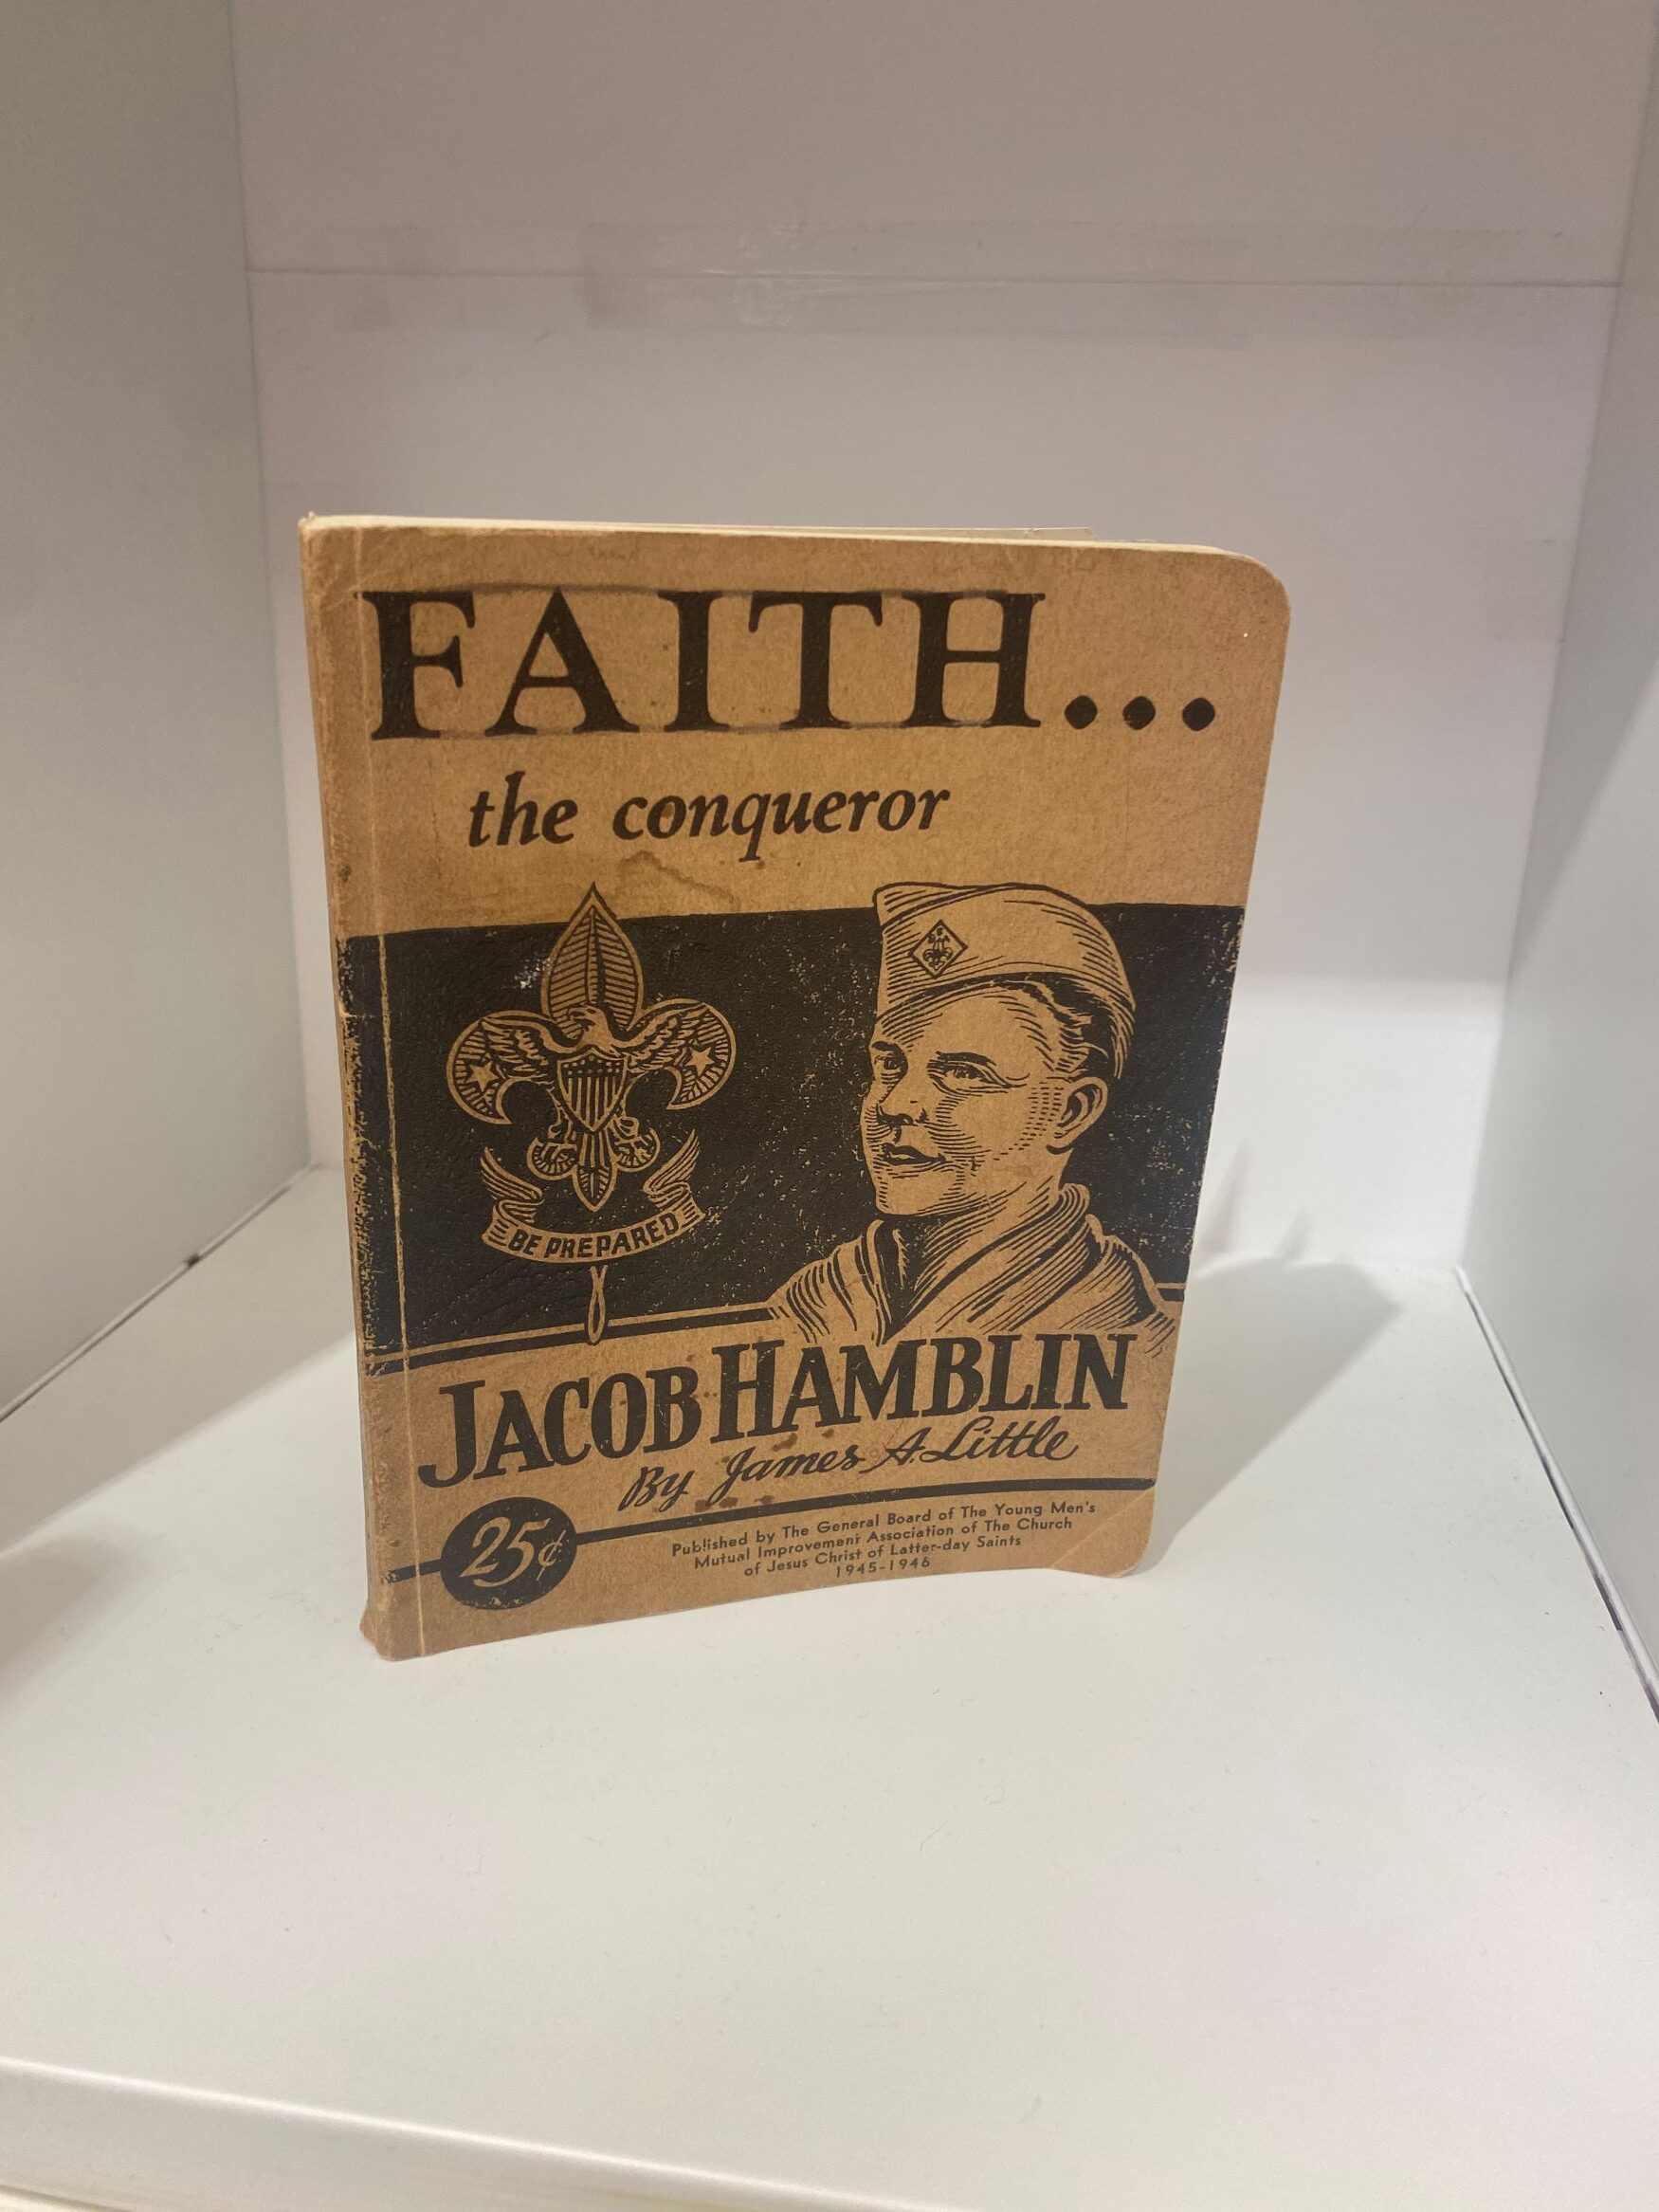 FAITH...
the conqueror
BE PREPARED
JACOB HAMBLIN
By James A. Little
25¢
Published by The General Board of The Young Men's
Mutual Improvement Association of The Church
of Jesus Christ of Latter-day Saints
1945-1946